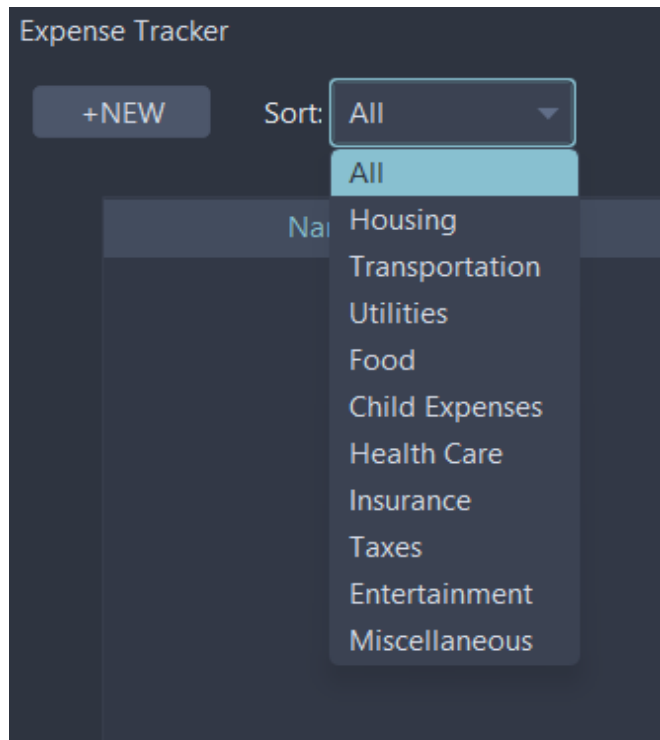 Expense Tracker
+NEW Sort: All
All
Housing
Transportation
Utilities
Food
Child Expenses
Health Care
Insurance
Taxes
Entertainment
Miscellaneous